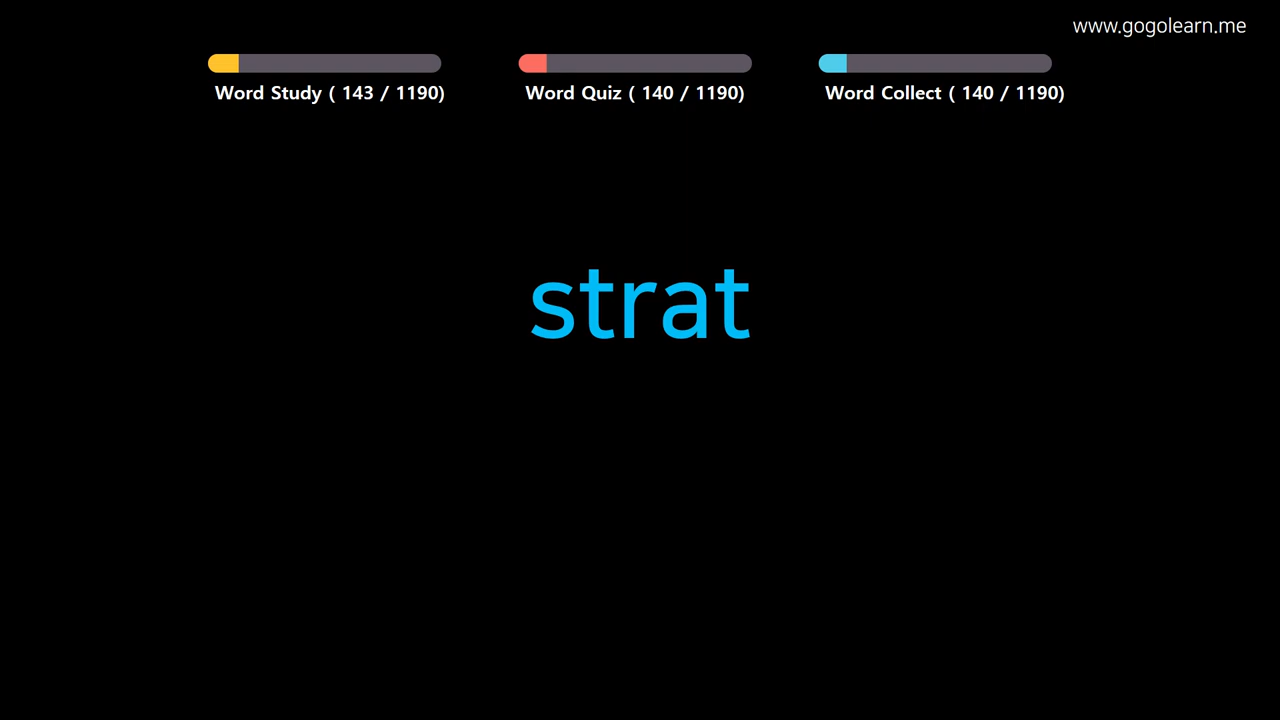 www.gogolearn.me
Word Study ( 143 / 1190)
Word Quiz ( 140 / 1190)
Word Collect ( 140 / 1190)
strat